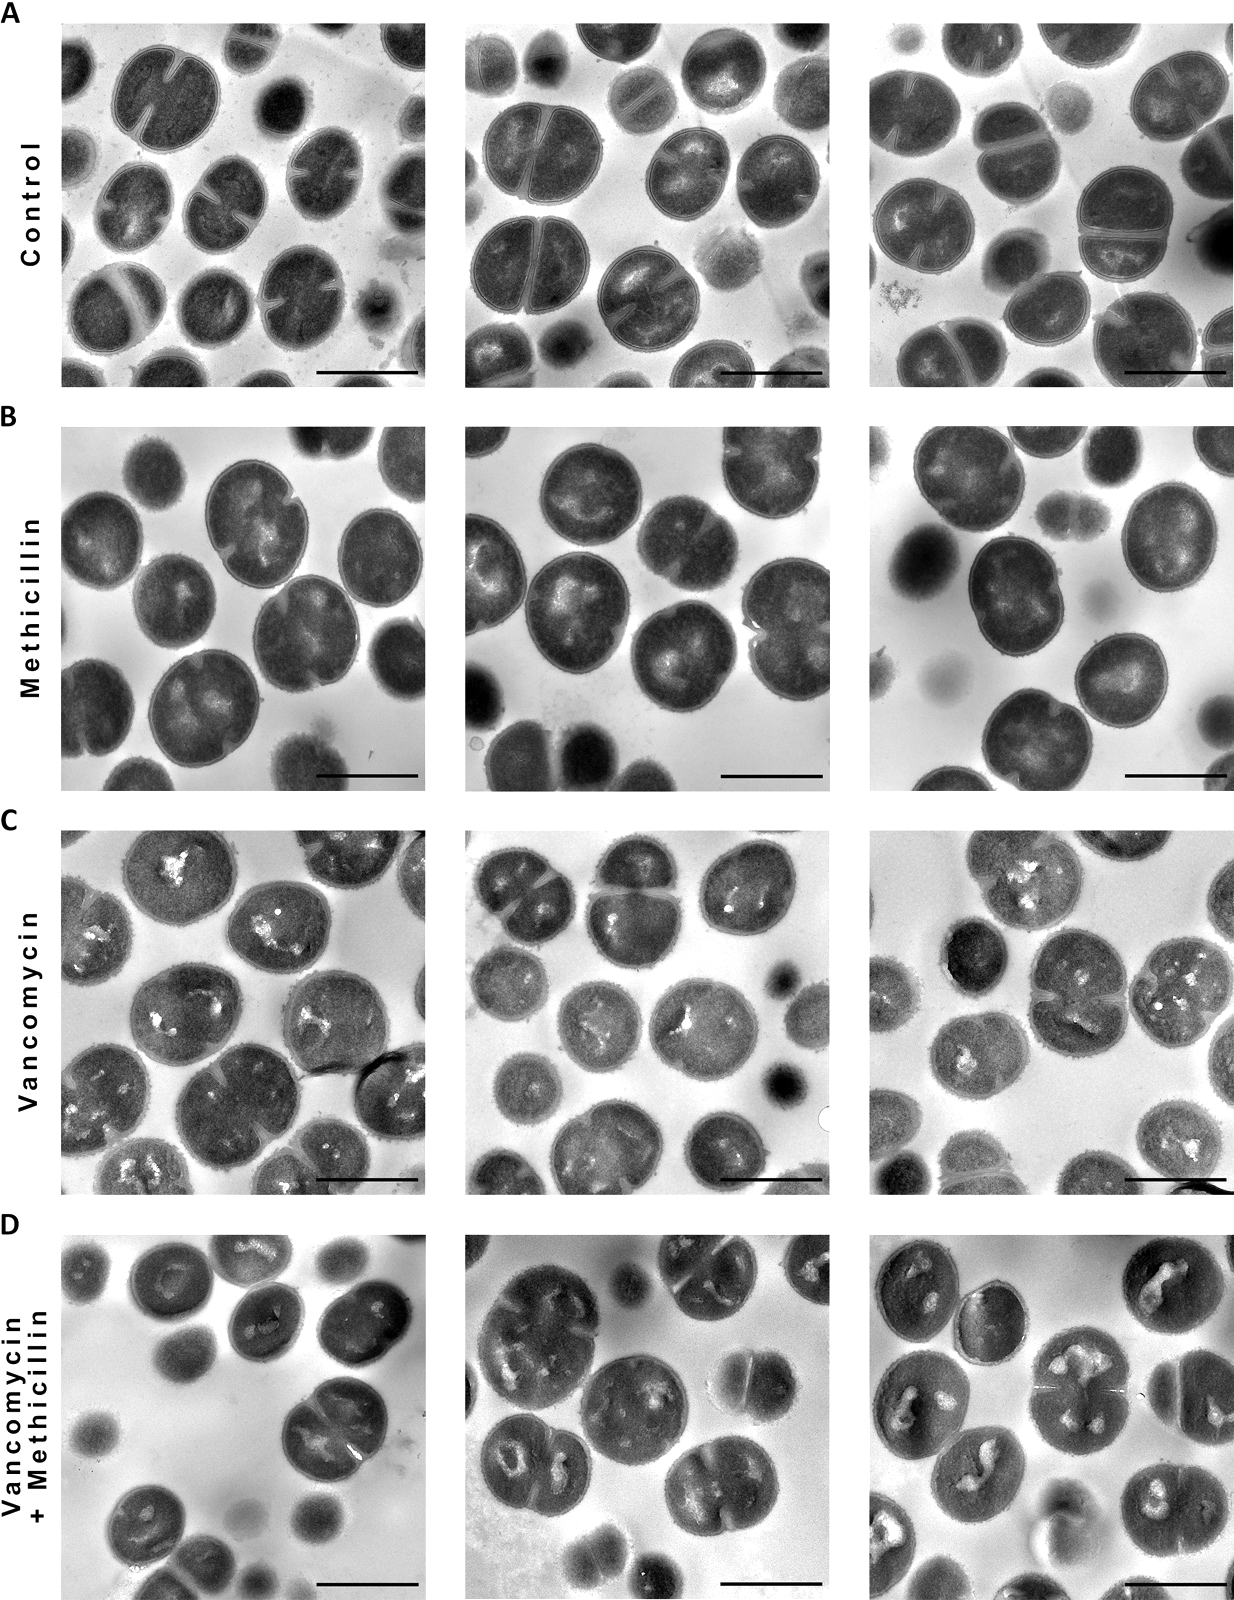 A
Control
B
Methicillin
C
Vancomycin
D
Vancomycin
+ Methicillin